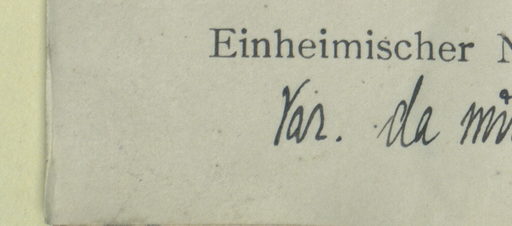 Einheimischer N
Var. da